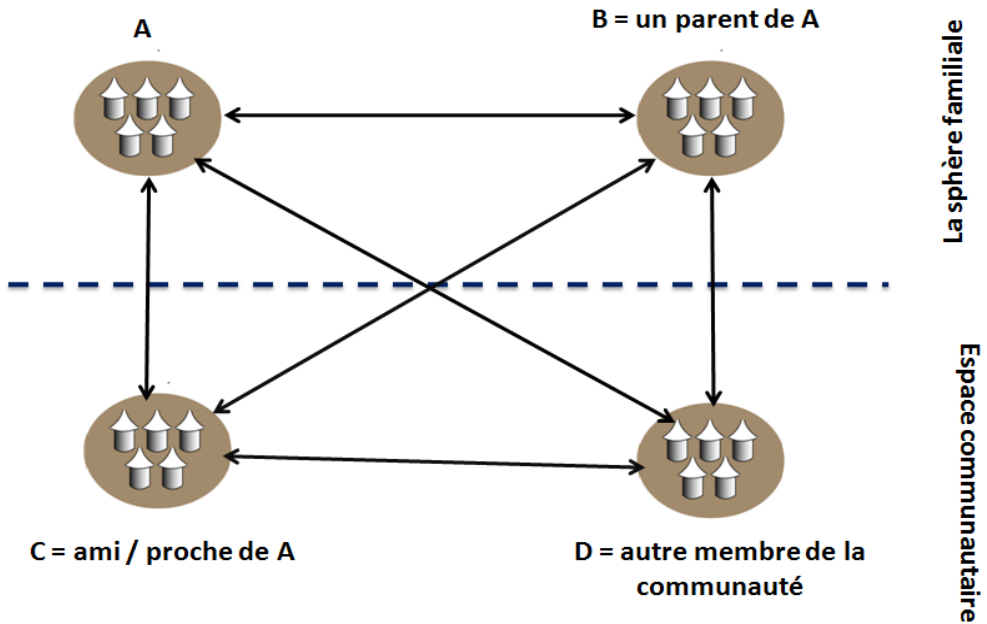 A
B = un parent de A
La sphère familiale
Espace communautaire
C = ami / proche de A
D = autre membre de la
communauté